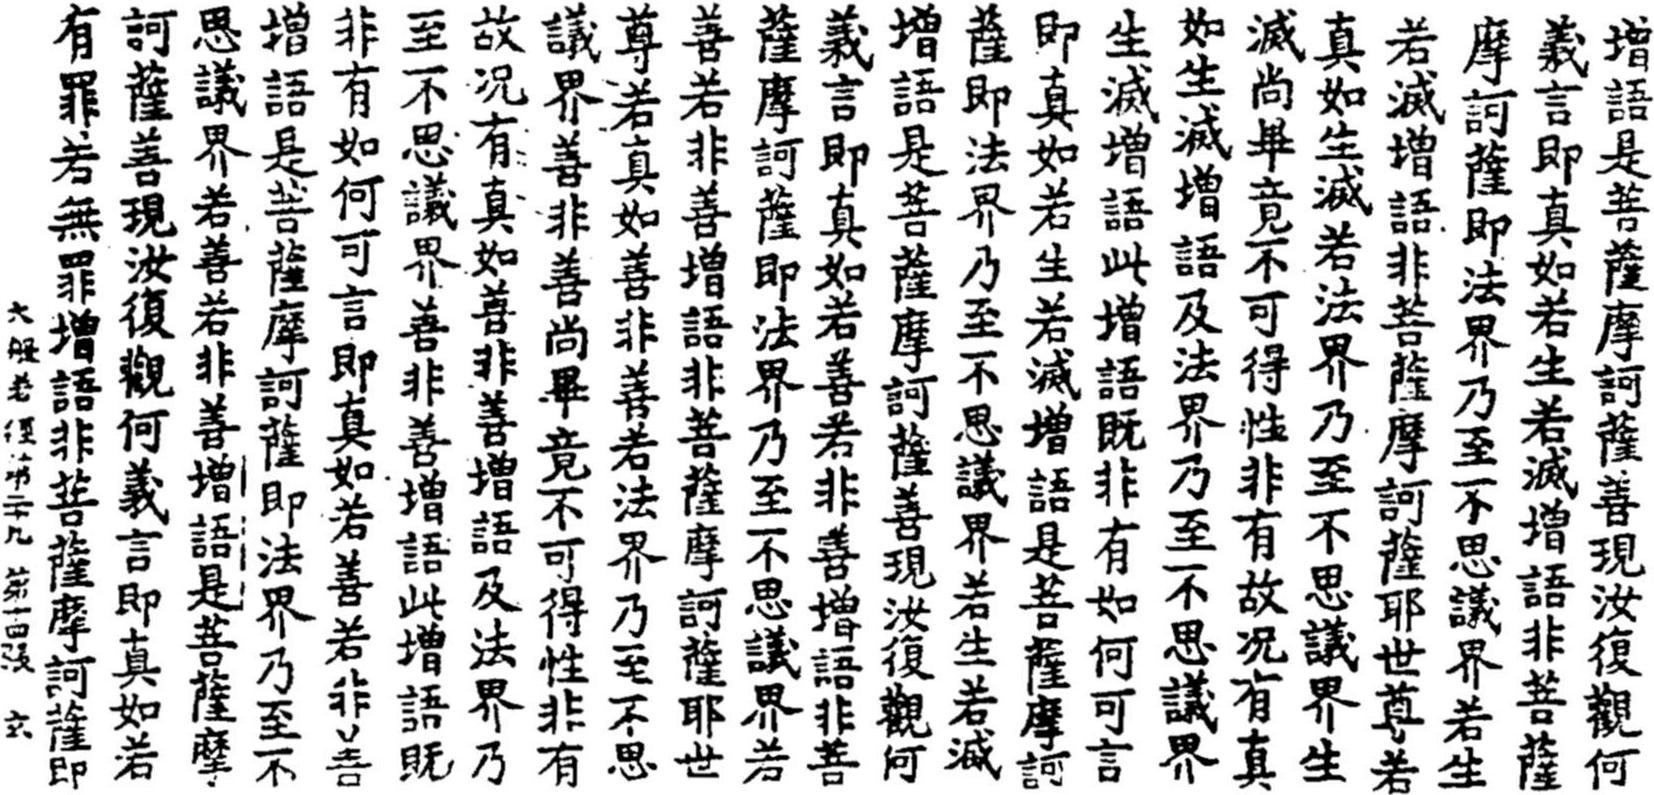 增語是菩薩摩訶薩善現汝復觀何
義言即真如若生若滅增語非菩薩
摩訶薩即法界乃至不思議界若生
若滅增語非菩薩摩訶薩耶世尊若
真如生滅若法界乃至不思議界生
滅尚畢竟不可得性非有故況有真
如生滅增語及法界乃至不思議界
生滅增語此增語既非有如何可言
即真如若生若滅增語是菩薩摩訶
薩即法界乃至不思議界若生若滅
增語是菩薩摩訶薩善現汝復觀何
義言即真如若善若非善增語非菩
薩摩訶薩即法界乃至不思議界若
善若非善增語非菩薩摩訶薩耶世
尊若真如善非善若法界乃至不思
議界善非善尚畢竟不可得性非有
故況有真如善非善增語及法界乃
至不思議界善非善增語此增語既
非有如何可言即真如若善若非善
增語是菩薩摩訶薩即法界乃至不
思議界若善若非善增語是菩薩摩
訶薩善現汝復觀何義言即真如若
有罪若無罪增語非菩薩摩訶薩即
大般若經第二十九 第十四張